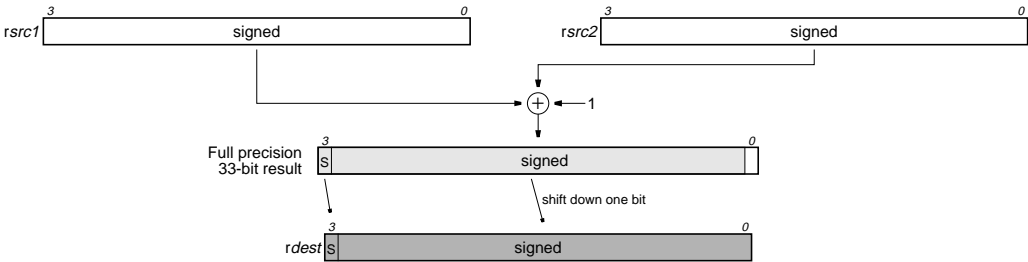 3 0 3 0
rsrc1 signed rsrc2 signed
+ 1
3 0
Full precision
33-bit result
S signed
shift down one bit
3 0
rdest S signed